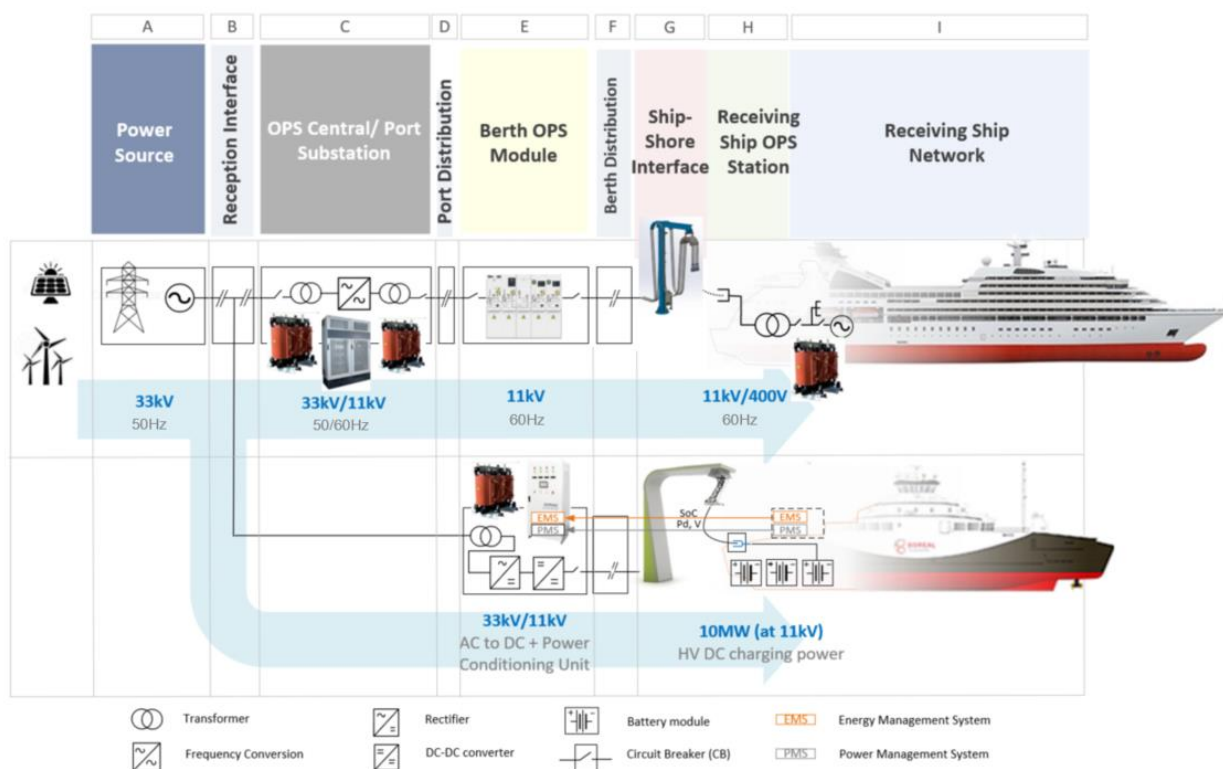 A
B
C
D
E
F
G
H
I
Power
Source
Reception Interface
OPS Central/ Port
Substation
Port Distribution
Berth OPS
Module
Berth Distribution
Ship-
Shore
Interface
Receiving
Ship OPS
Station
Receiving Ship
Network
33kV
50Hz
33kV/11kV
50/60Hz
11kV
60Hz
11kV/400V
60Hz
EMS
PMS
SoC
Pd, V
EMS
PMS
33kV/11kV
AC to DC + Power
Conditioning Unit
10MW (at 11kV)
HV DC charging power
Transformer
Rectifier
Battery module
EMS
Energy Management System
Frequency Conversion
DC-DC converter
Circuit Breaker (CB)
PMS
Power Management System